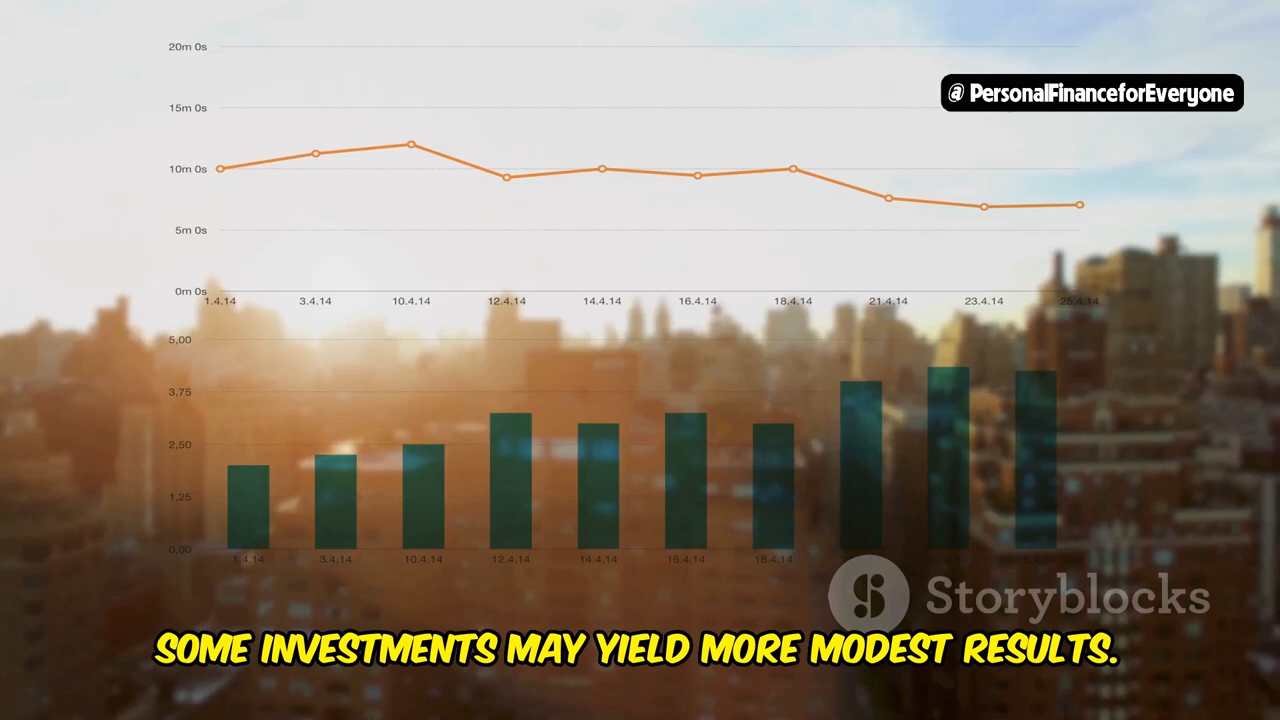 20m 0s
@ PersonalFinanceforEveryone
15m 0s
10m 0s
5m 0s
0m 0s
1.4.14 3.4.14 10.4.14 12.4.14 14.4.14 16.4.14 18.4.14 21.4.14 23.4.14 25.4.14
5,00
3,75
2,50
1,25
0,00
1.4.14 3.4.14 10.4.14 12.4.14 14.4.14 16.4.14 18.4.14
Storyblocks
SOME INVESTMENTS MAY YIELD MORE MODEST RESULTS.